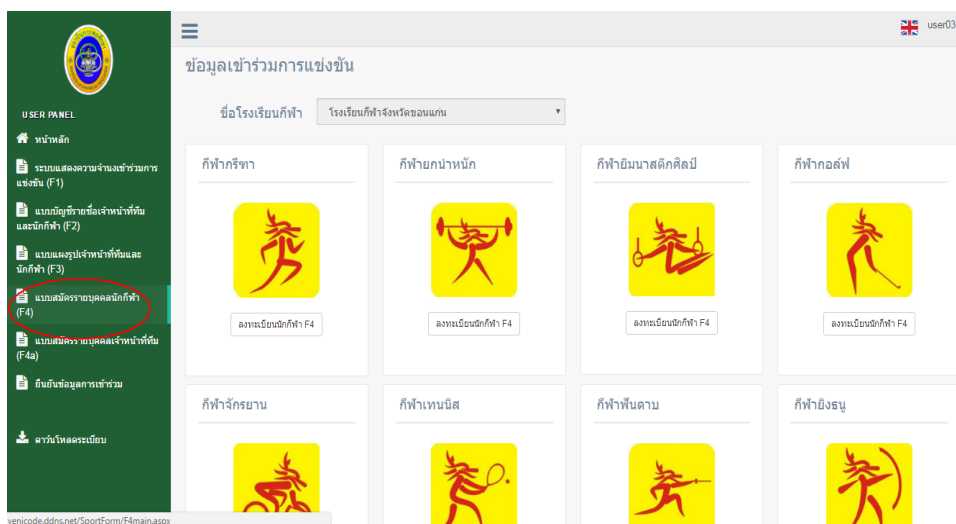 user03
ข้อมูลเข้าร่วมการแข่งขัน
ชื่อโรงเรียนกีฬา
โรงเรียนกีฬาจังหวัดขอนแก่น
USER PANEL
หน้าหลัก
ระบบแสดงความจำนงเข้าร่วมการ
แข่งขัน (F1)
แบบบัญชีรายชื่อเจ้าหน้าที่ทีม
และนักกีฬา (F2)
แบบแผงรูปเจ้าหน้าที่ทีมและ
นักกีฬา (F3)
แบบสมัครรายบุคคลนักกีฬา
(F4)
แบบสมัครรายบุคคลเจ้าหน้าที่ทีม
(F4a)
ยืนยันข้อมูลการเข้าร่วม
ดาว์นโหลดระเบียบ
กีฬากรีฑา
กีฬายกน้ำหนัก
กีฬายิมนาสติกศิลป์
กีฬากอล์ฟ
ลงทะเบียนนักกีฬา F4
ลงทะเบียนนักกีฬา F4
ลงทะเบียนนักกีฬา F4
ลงทะเบียนนักกีฬา F4
กีฬาจักรยาน
กีฬาเทนนิส
กีฬาฟันดาบ
กีฬายิงธนู
venicode.ddns.net/SportForm/F4main.aspx